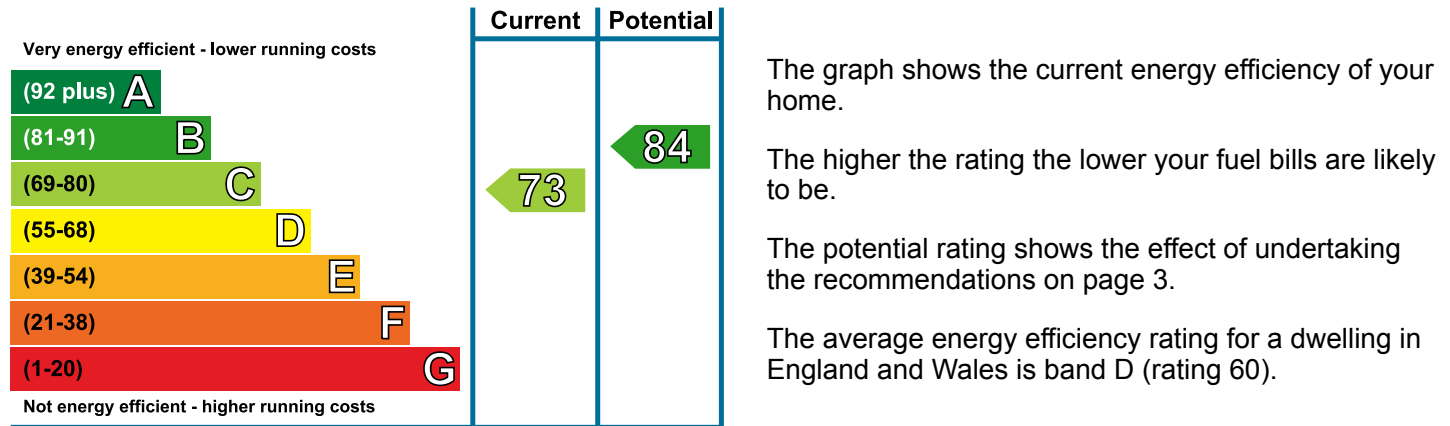 Current Potential
Very energy efficient - lower running costs
(92 plus) A
(81-91) B
(69-80) C
(55-68) D
(39-54) E
(21-38) F
(1-20) G
Not energy efficient - higher running costs
73
84
The graph shows the current energy efficiency of your
home.
The higher the rating the lower your fuel bills are likely
to be.
The potential rating shows the effect of undertaking
the recommendations on page 3.
The average energy efficiency rating for a dwelling in
England and Wales is band D (rating 60).